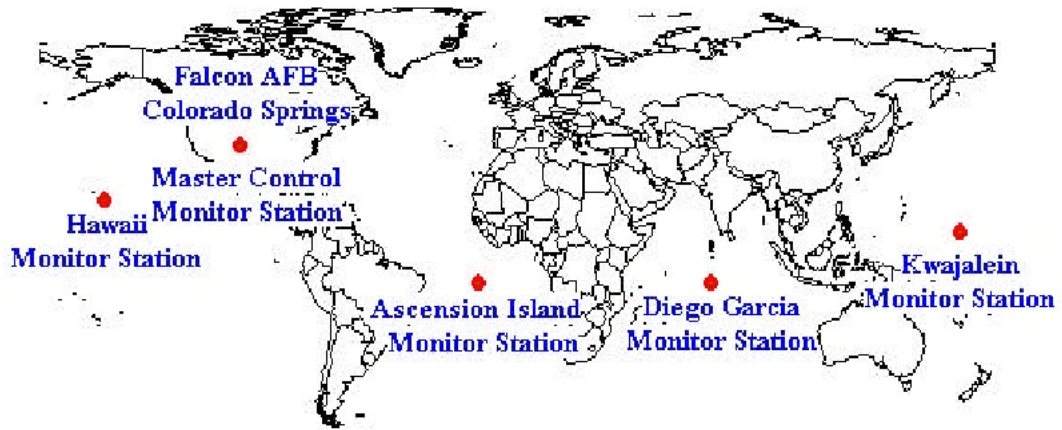 Falcon AFB
Colorado Springs
Master Control
Monitor Station
Hawaii
Monitor Station
Ascension Island
Monitor Station
Diego Garcia
Monitor Station
Kwajalein
Monitor Station